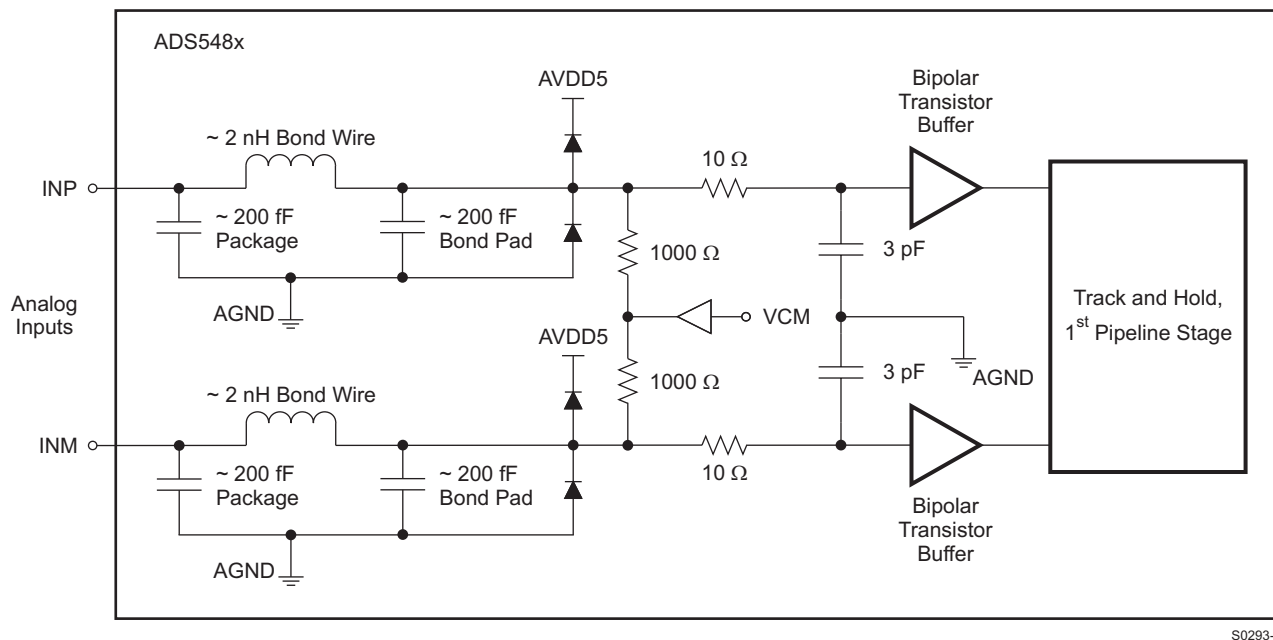 ADS548x
AVDD5
Bipolar
Transistor
Buffer
~ 2 nH Bond Wire
10 Ω
INP
~ 200 fF
Package
~ 200 fF
Bond Pad
1000 Ω
3 pF
AGND
Analog
Inputs
VCM
Track and Hold,
1st Pipeline Stage
AVDD5
AGND
1000 Ω
3 pF
~ 2 nH Bond Wire
INM
10 Ω
~ 200 fF
Package
~ 200 fF
Bond Pad
Bipolar
Transistor
Buffer
AGND